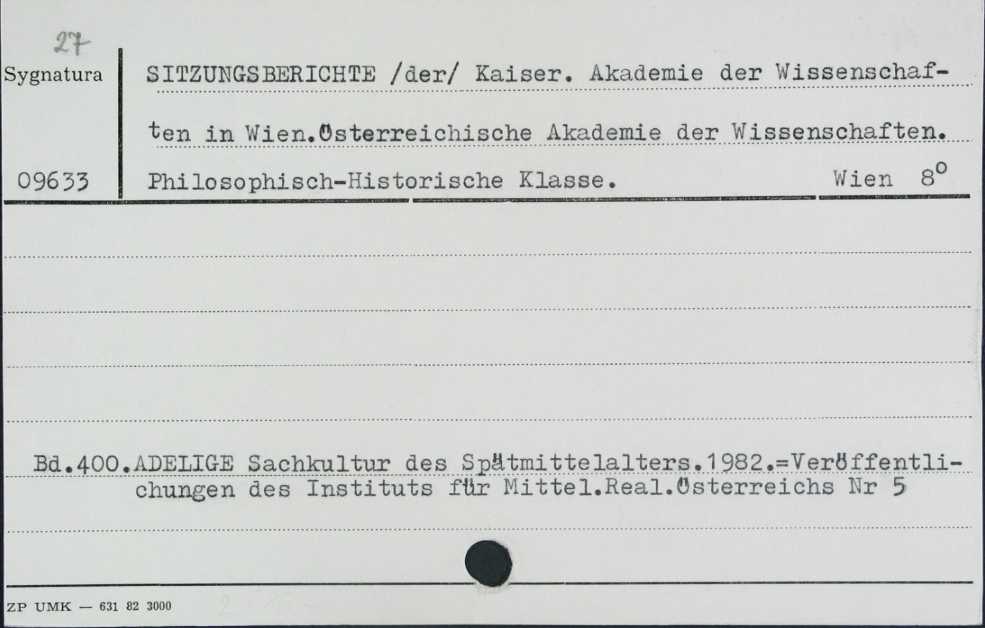 27
Sygnatura
SITZUNGSBERICHTE /der/ Kaiser. Akademie der Wissenschaf-
ten in Wien.Österreichische Akademie der Wissenschaften.
09633 Philosophisch-Historische Klasse. Wien 8⁰
Bd.400.ADELIGE Sachkultur des Spätmittelalters.1982.=Veröffentli-
chungen des Instituts für Mittel.Real.Österreichs Nr 5
ZP UMK — 631 82 3000